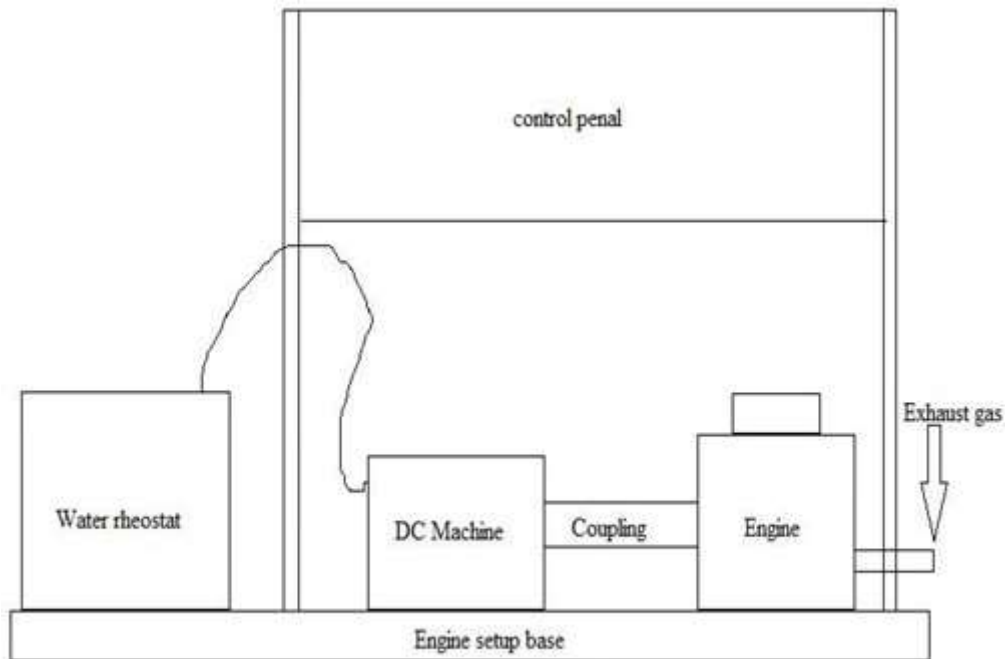 control penal
Exhaust gas
Water rheostat
DC Machine
Coupling
Engine
Engine setup base